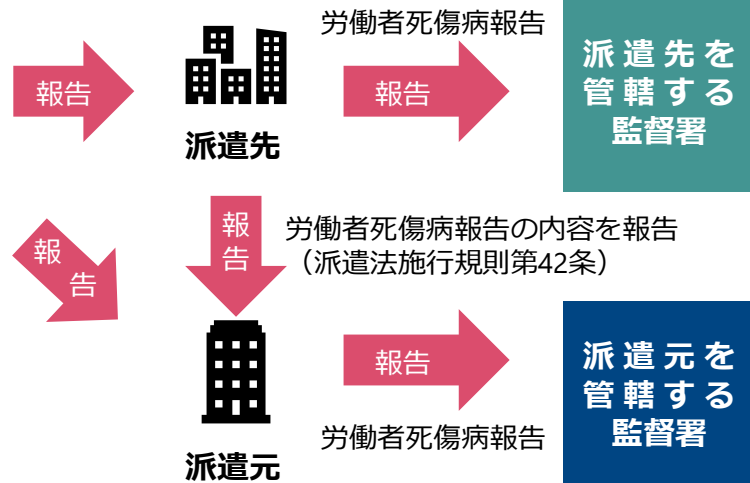 労働者死傷病報告
報告
報告
派遣先
派遣先を
管轄する
監督署
報告
報告
労働者死傷病報告の内容を報告
（派遣法施行規則第42条）
報告
労働者死傷病報告
派遣元
派遣元を
管轄する
監督署